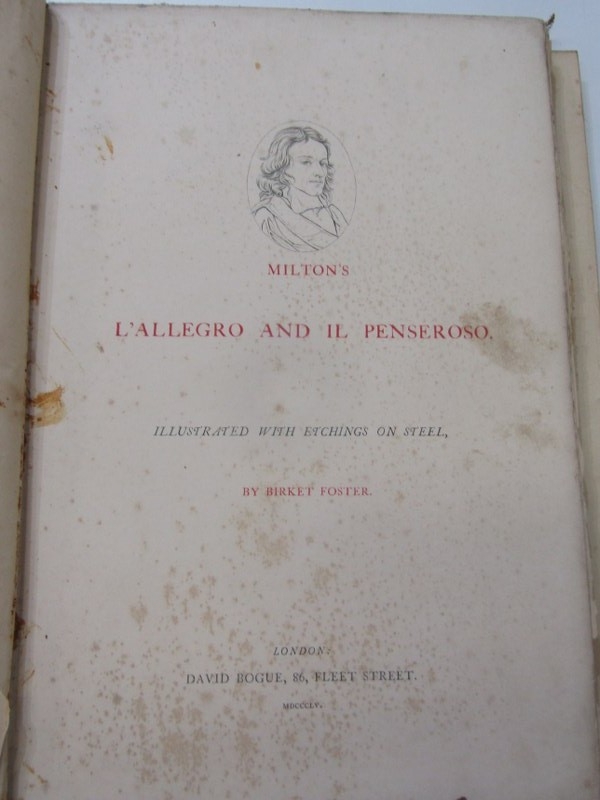 MILTON'S
L'ALLEGRO AND IL PENSEROSO.
ILLUSTRATED WITH ETCHINGS ON STEEL,
BY BIRKET FOSTER.
LONDON:
DAVID BOGUE, 86, FLEET STREET.
MDCCCLV.